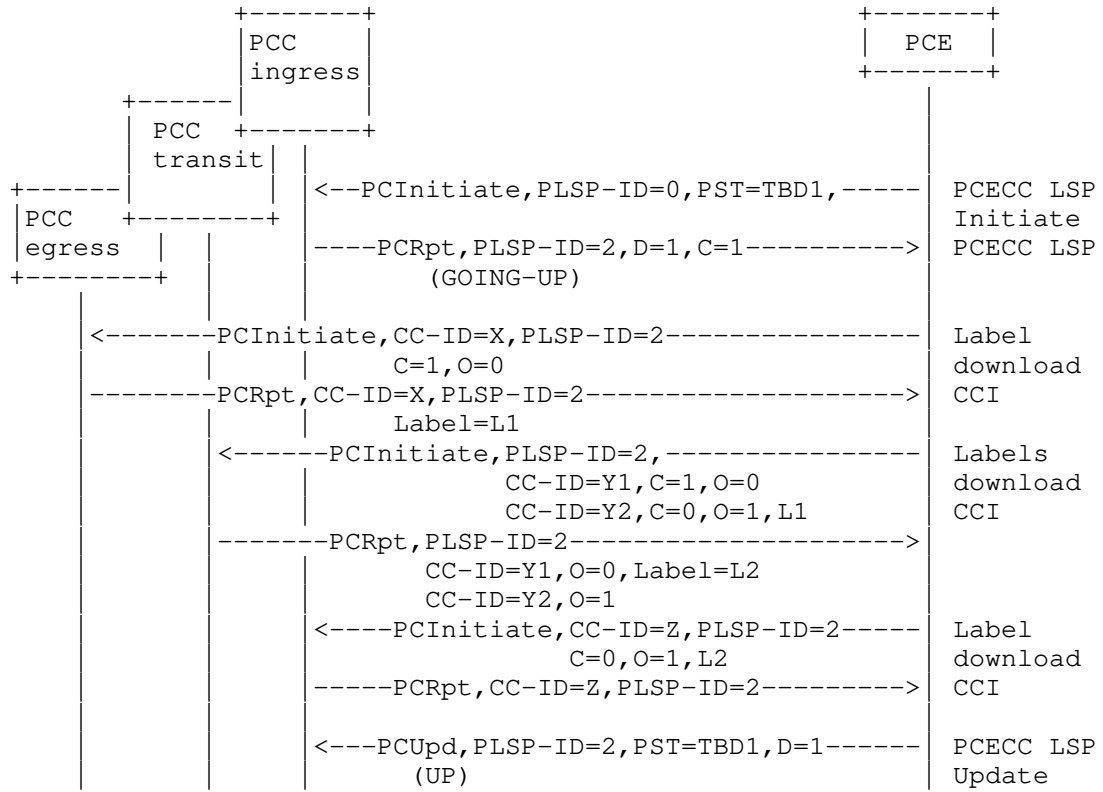 PCC PCE
ingress
PCC
transit
<--PCInitiate,PLSP-ID=0,PST=TBD1,----- PCECC LSP
PCC Initiate
egress ----PCRpt,PLSP-ID=2,D=1,C=1----------> PCECC LSP
(GOING-UP)
<-------PCInitiate,CC-ID=X,PLSP-ID=2---------------- Label
C=1,O=0 download
--------PCRpt,CC-ID=X,PLSP-ID=2--------------------> CCI
Label=L1
<------PCInitiate,PLSP-ID=2,---------------- Labels
CC-ID=Y1,C=1,O=0 download
CC-ID=Y2,C=0,O=1,L1 CCI
-------PCRpt,PLSP-ID=2--------------------->
CC-ID=Y1,O=0,Label=L2
CC-ID=Y2,O=1
<----PCInitiate,CC-ID=Z,PLSP-ID=2----- Label
C=0,O=1,L2 download
-----PCRpt,CC-ID=Z,PLSP-ID=2---------> CCI
<---PCUpd,PLSP-ID=2,PST=TBD1,D=1------ PCECC LSP
(UP) Update